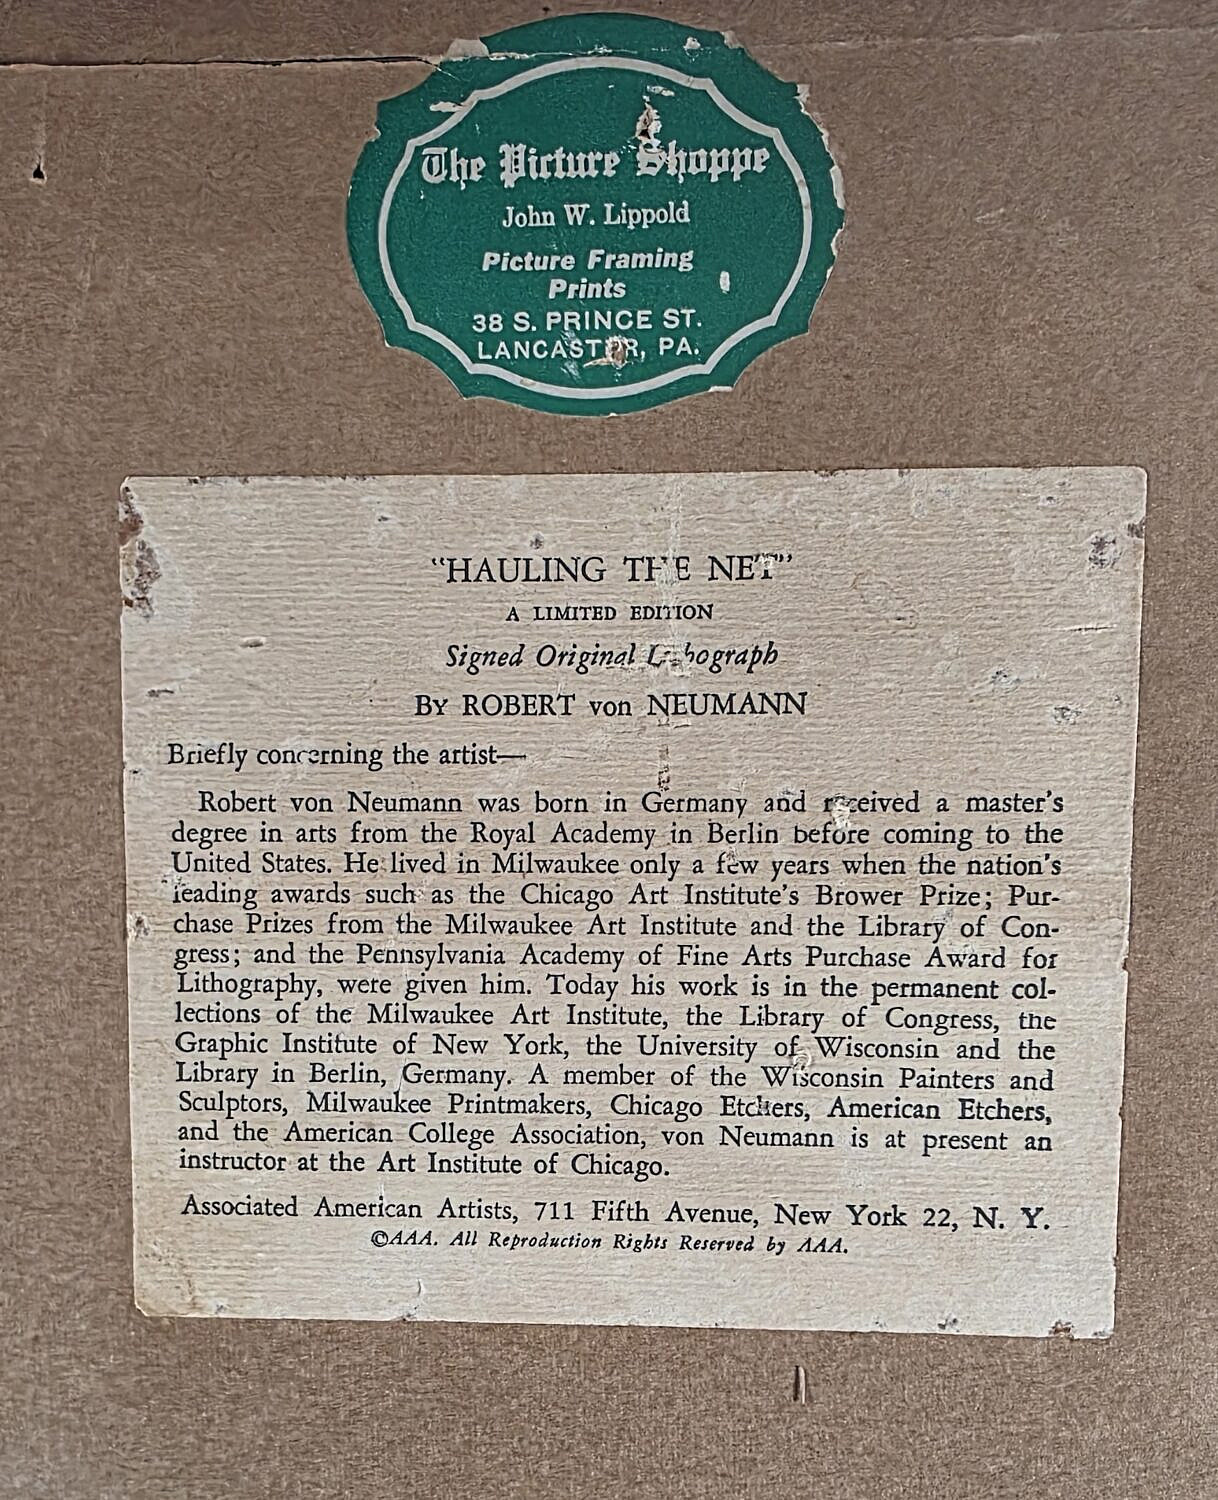 The Picture Shoppe
John W. Lippold
Picture Framing
Prints
38 S. PRINCE ST.
LANCASTER, PA.
"HAULING THE NET"
A LIMITED EDITION
Signed Original Lithograph
By ROBERT von NEUMANN
Briefly concerning the artist—
Robert von Neumann was born in Germany and received a master's
degree in arts from the Royal Academy in Berlin before coming to the
United States. He lived in Milwaukee only a few years when the nation's
leading awards such as the Chicago Art Institute's Brower Prize; Pur-
chase Prizes from the Milwaukee Art Institute and the Library of Con-
gress; and the Pennsylvania Academy of Fine Arts Purchase Award for
Lithography, were given him. Today his work is in the permanent col-
lections of the Milwaukee Art Institute, the Library of Congress, the
Graphic Institute of New York, the University of Wisconsin and the
Library in Berlin, Germany. A member of the Wisconsin Painters and
Sculptors, Milwaukee Printmakers, Chicago Etchers, American Etchers,
and the American College Association, von Neumann is at present an
instructor at the Art Institute of Chicago.
Associated American Artists, 711 Fifth Avenue, New York 22, N. Y.
©AAA. All Reproduction Rights Reserved by AAA.